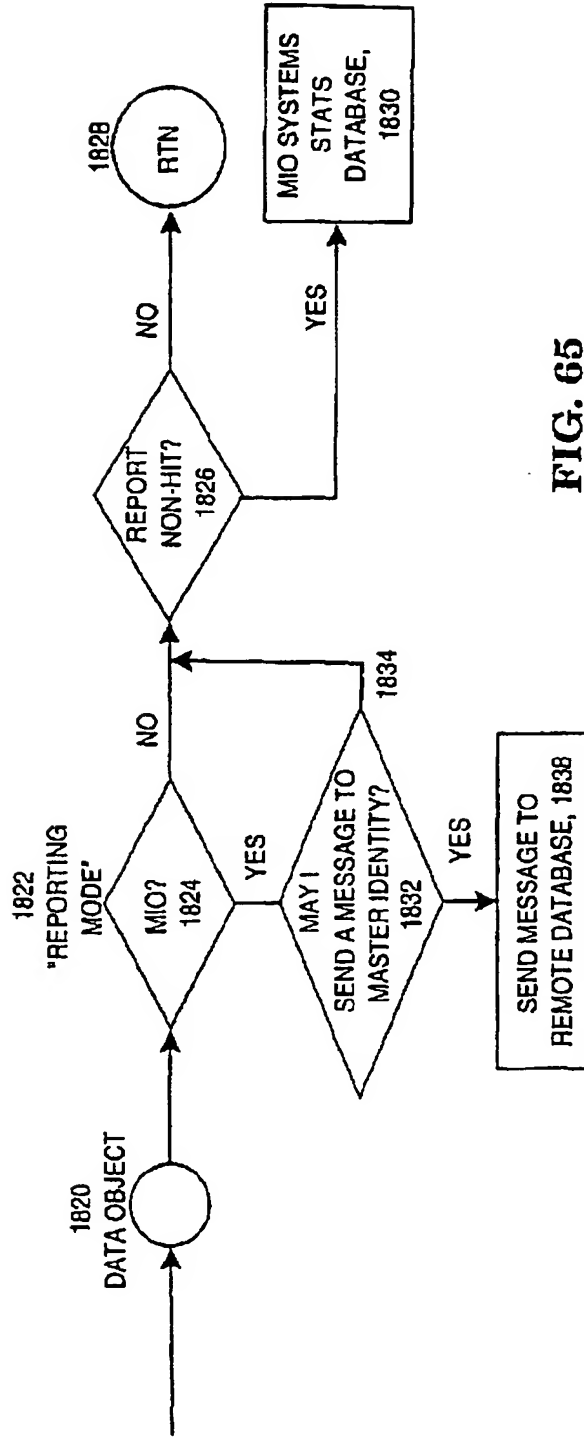 1820
DATA OBJECT
1822
"REPORTING
MODE"
MIO?
1824
NO
YES
MAY I
SEND A MESSAGE TO
MASTER IDENTITY?
1832
1834
YES
SEND MESSAGE TO
REMOTE DATABASE, 1838
REPORT
NON-HIT?
1826
NO
1828
RTN
YES
MIO SYSTEMS
STATS
DATABASE,
1830
FIG. 65